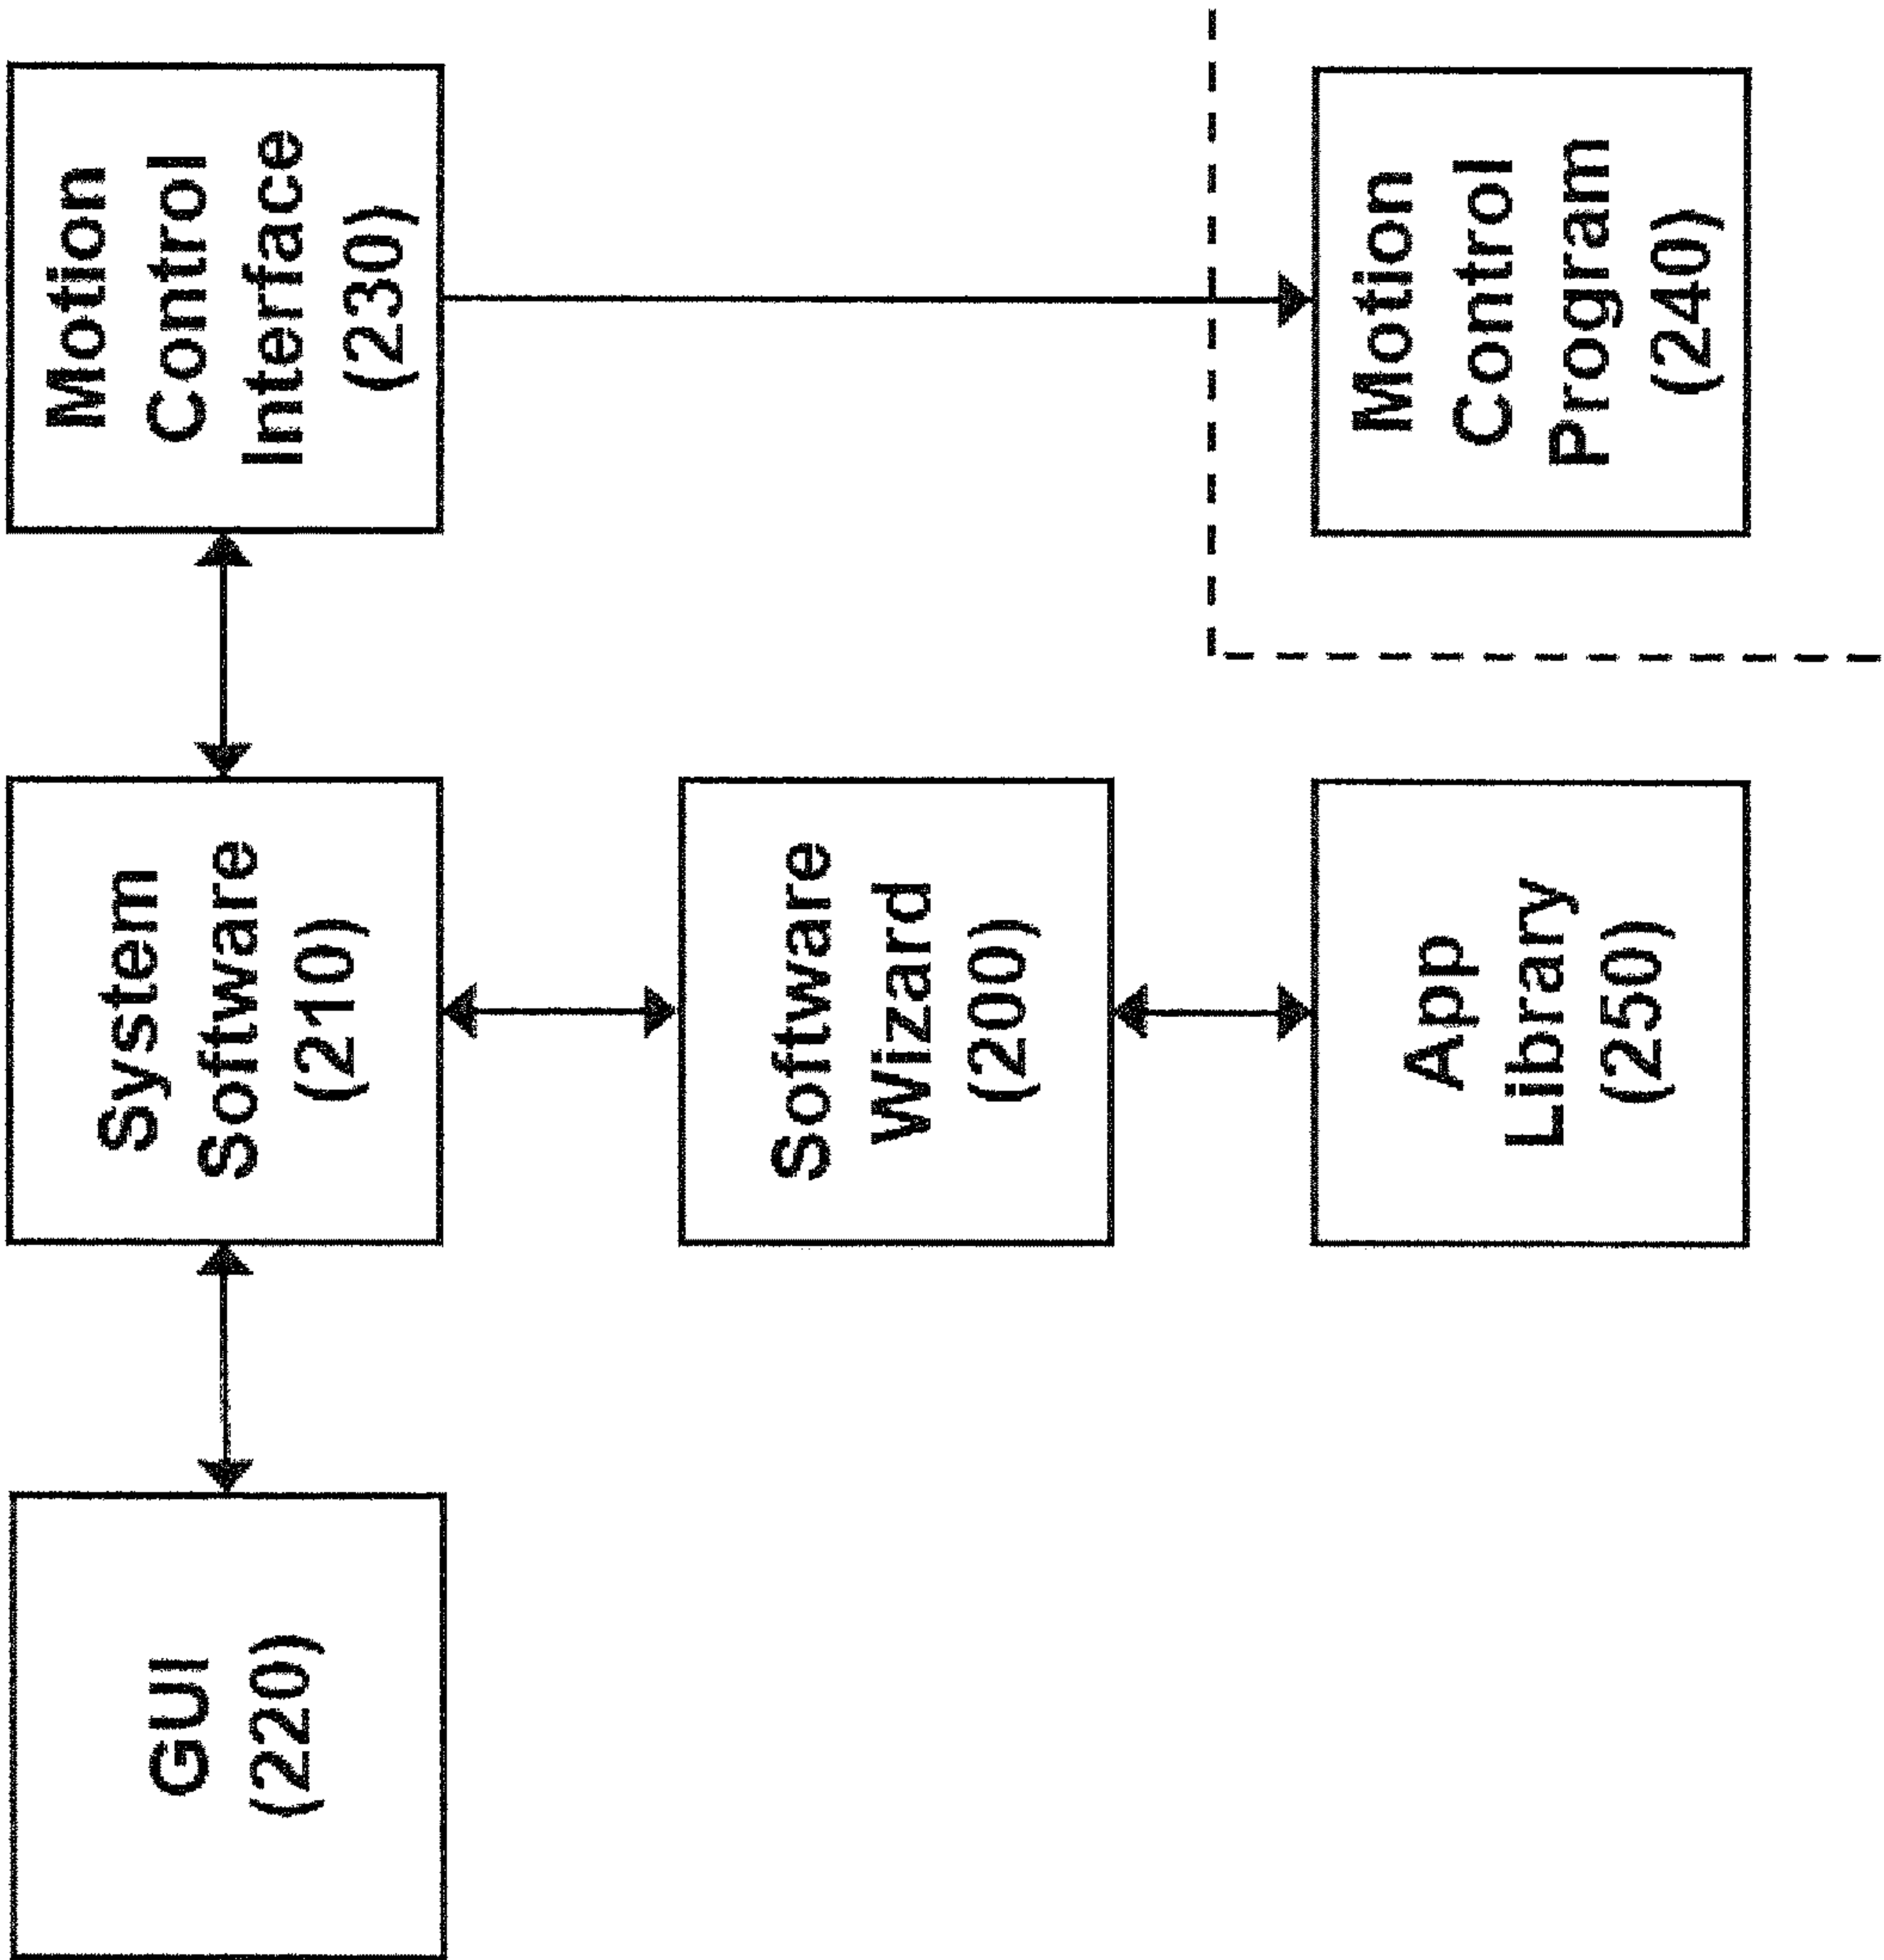 GUI
(220)
System
Software
(210)
Motion
Control
Interface
(230)
Software
Wizard
(200)
App
Library
(250)
Motion
Control
Program
(240)